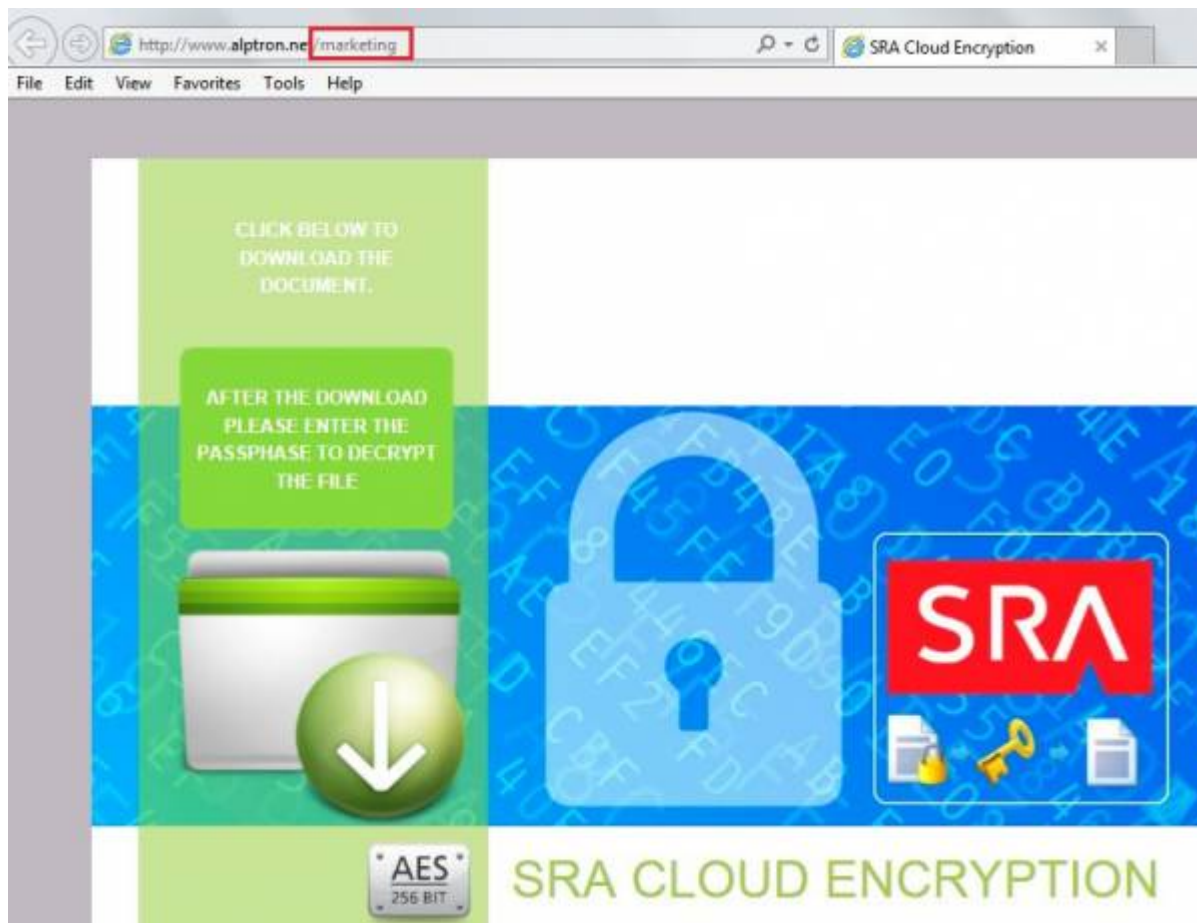 http://www.alptron.ne/marketing
SRA Cloud Encryption
File Edit View Favorites Tools Help
CLICK BELOW TO
DOWNLOAD THE
DOCUMENT.
AFTER THE DOWNLOAD
PLEASE ENTER THE
PASSPHASE TO DECRYPT
THE FILE
SRA
AES
256 BIT
SRA CLOUD ENCRYPTION